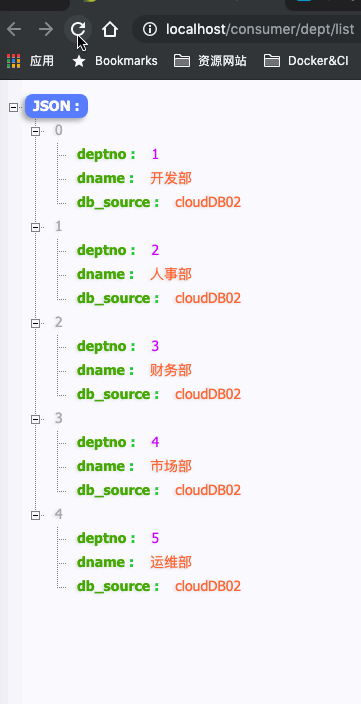 localhost/consumer/dept/list
应用 Bookmarks 资源网站 Docker&CI
JSON :
0
deptno : 1
dname : 开发部
db_source : cloudDB02
1
deptno : 2
dname : 人事部
db_source : cloudDB02
2
deptno : 3
dname : 财务部
db_source : cloudDB02
3
deptno : 4
dname : 市场部
db_source : cloudDB02
4
deptno : 5
dname : 运维部
db_source : cloudDB02